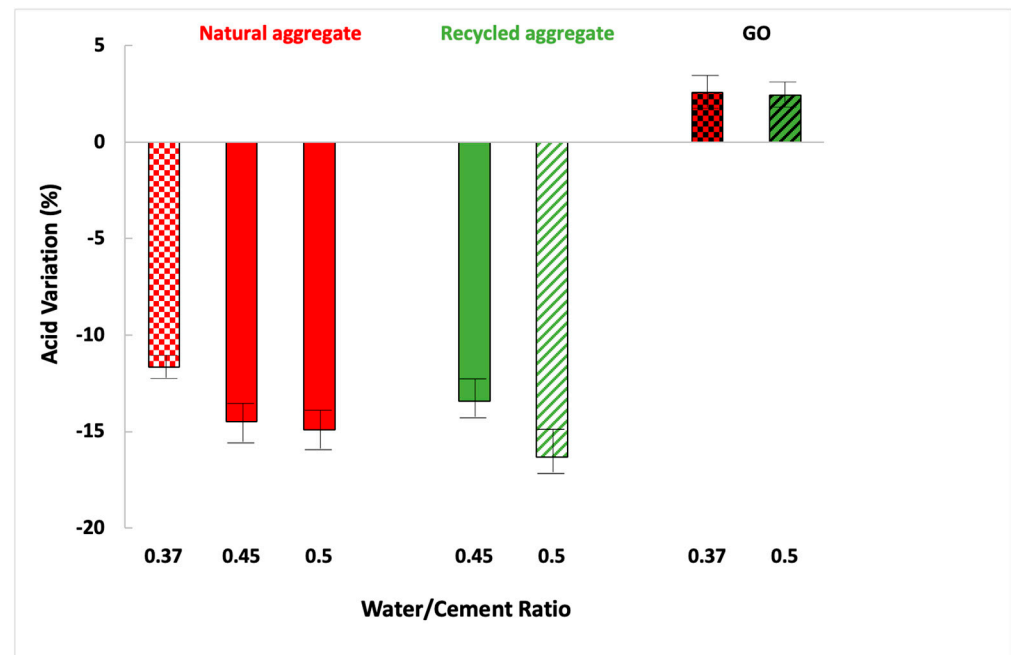 Natural aggregate Recycled aggregate GO
5
0
-5
-10
-15
-20
Acid Variation (%)
0.37 0.45 0.5 0.45 0.5 0.37 0.5
Water/Cement Ratio